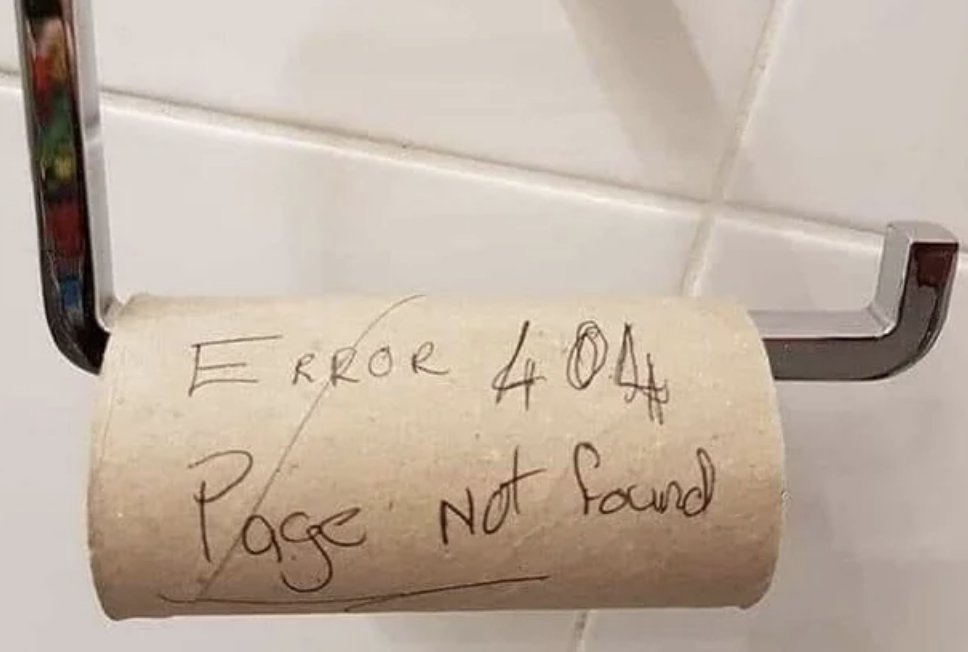 ERROR 404
Page not found